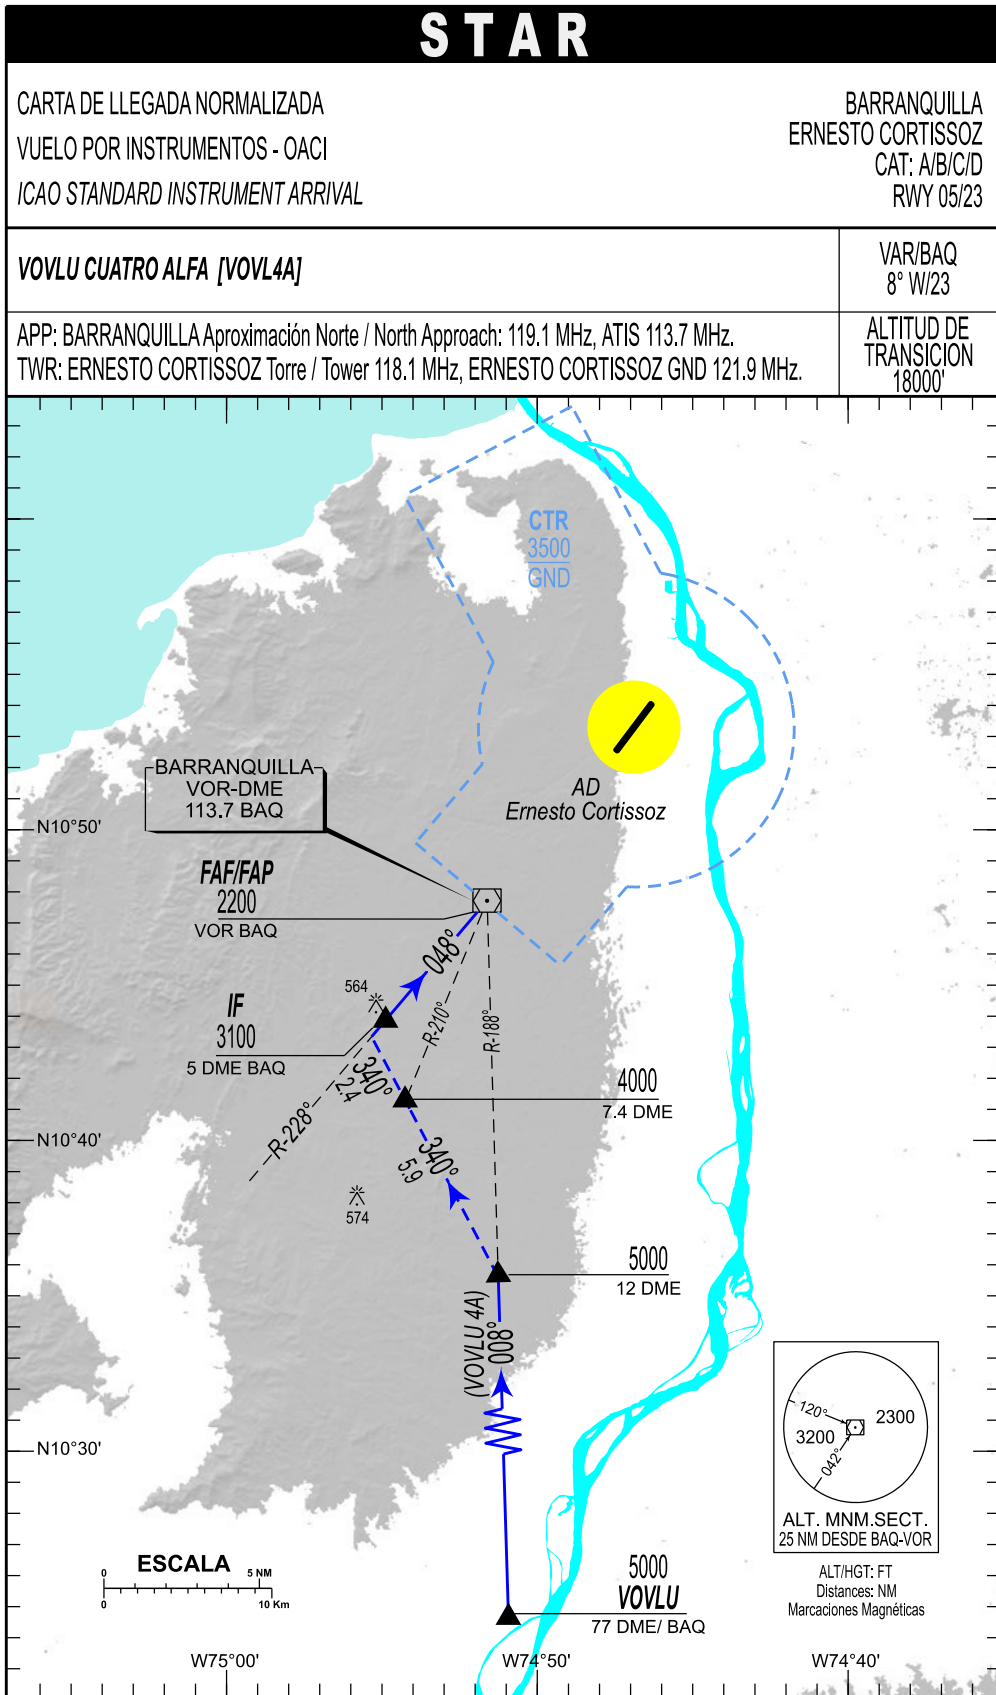 STAR
CARTA DE LLEGADA NORMALIZADA
VUELO POR INSTRUMENTOS - OACI
ICAO STANDARD INSTRUMENT ARRIVAL
BARRANQUILLA
ERNESTO CORTISSOZ
CAT: A/B/C/D
RWY 05/23
VOVLU CUATRO ALFA [VOVL4A]
VAR/BAQ
8° W/23
APP: BARRANQUILLA Aproximación Norte / North Approach: 119.1 MHz, ATIS 113.7 MHz.
TWR: ERNESTO CORTISSOZ Torre / Tower 118.1 MHz, ERNESTO CORTISSOZ GND 121.9 MHz.
ALTITUD DE
TRANSICION
18000'
CTR
3500
GND
BARRANQUILLA
VOR-DME
113.7 BAQ
AD
Ernesto Cortissoz
N10°50'
FAF/FAP
2200
VOR BAQ
048°
564
IF
3100
5 DME BAQ
R-210°
R-188°
340°
2.4
4000
7.4 DME
R-228°
N10°40'
340°
5.9
574
5000
12 DME
(VOVLU 4A)
008°
N10°30'
120°
2300
3200
042°
ALT. MNM.SECT.
25 NM DESDE BAQ-VOR
ALT/HGT: FT
Distances: NM
Marcaciones Magnéticas
ESCALA
0 5 NM
0 10 Km
5000
VOVLU
77 DME/ BAQ
W75°00'
W74°50'
W74°40'